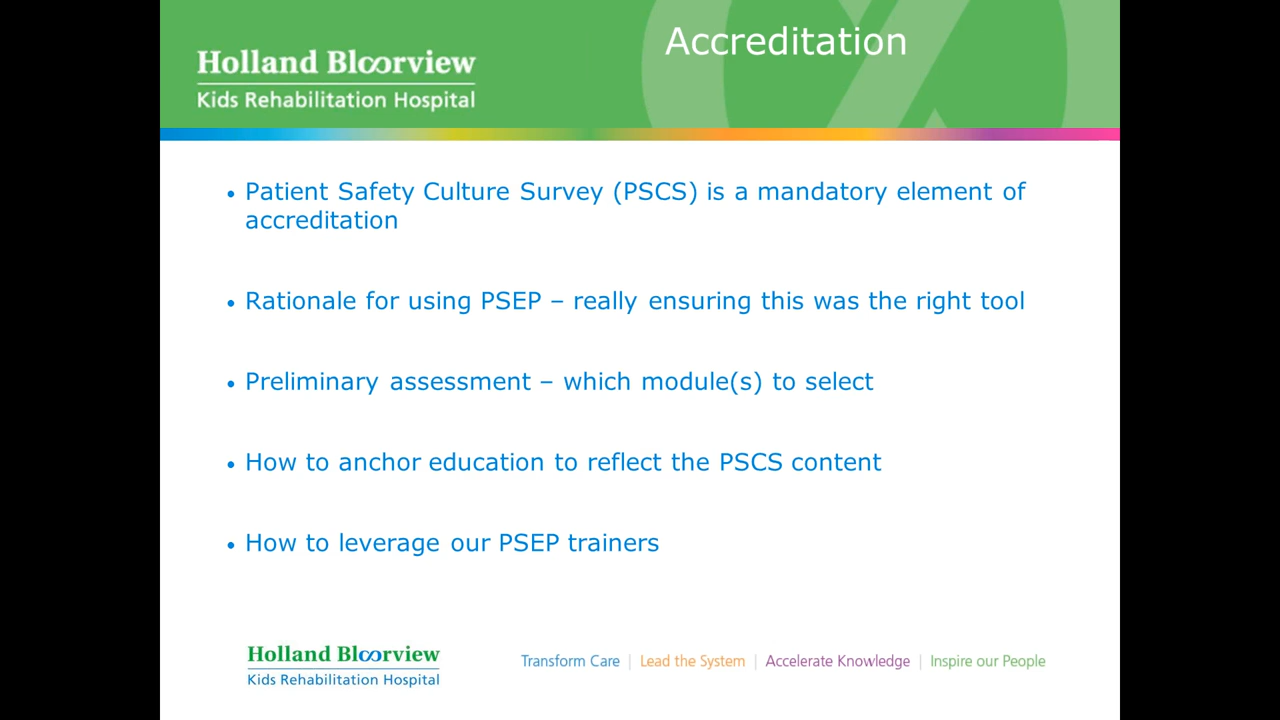 Accreditation
Holland Bloorview
Kids Rehabilitation Hospital
• Patient Safety Culture Survey (PSCS) is a mandatory element of
accreditation
• Rationale for using PSEP – really ensuring this was the right tool
• Preliminary assessment – which module(s) to select
• How to anchor education to reflect the PSCS content
• How to leverage our PSEP trainers
Holland Bloorview
Kids Rehabilitation Hospital
Transform Care | Lead the System | Accelerate Knowledge | Inspire our People